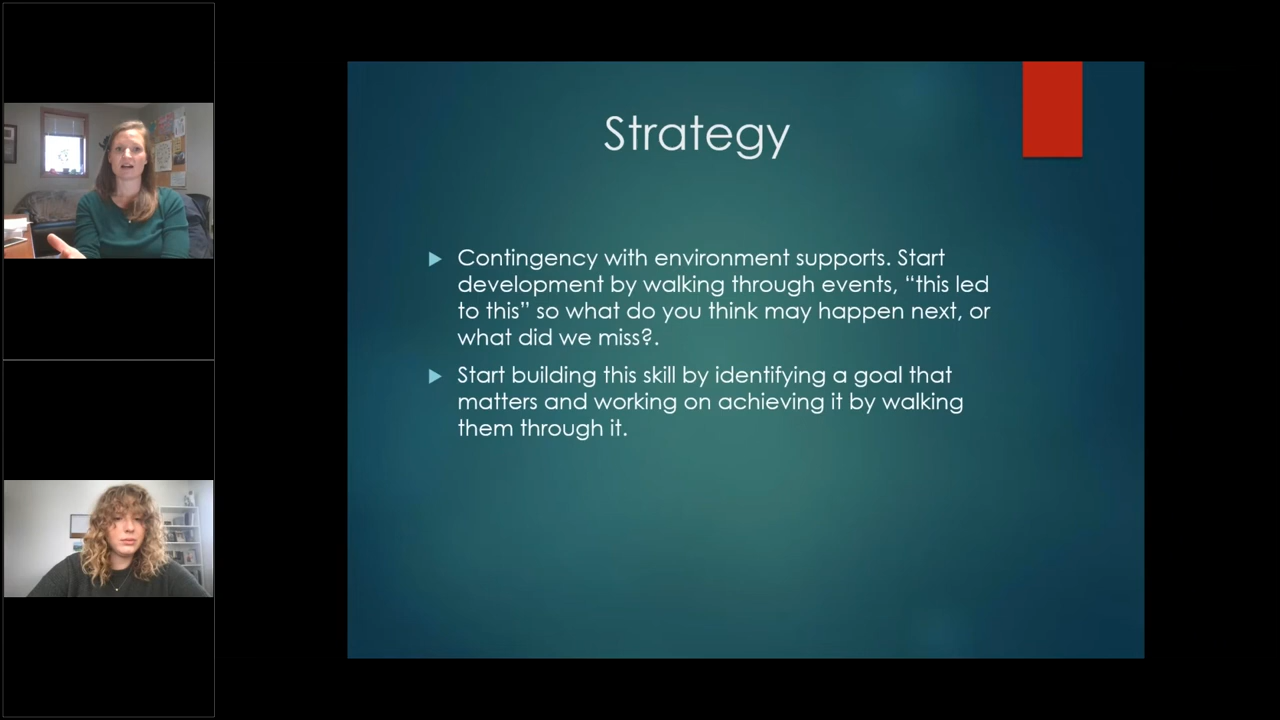 Strategy
Contingency with environment supports. Start
development by walking through events, “this led
to this” so what do you think may happen next, or
what did we miss?.
Start building this skill by identifying a goal that
matters and working on achieving it by walking
them through it.